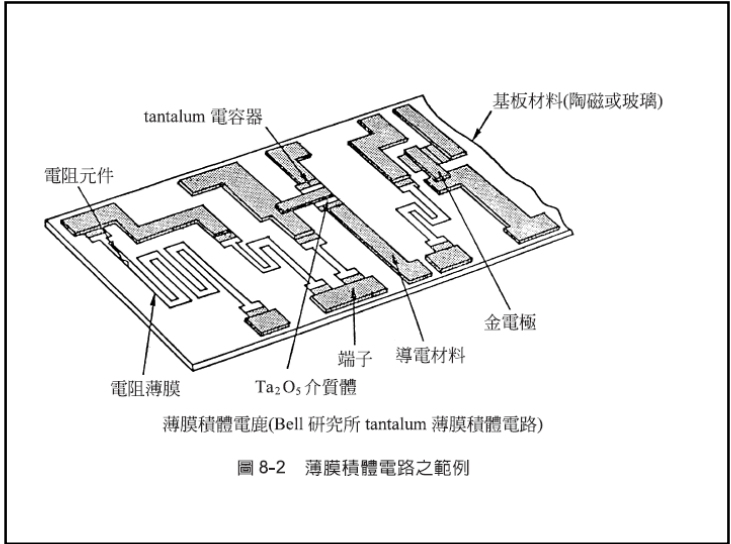 基板材料(陶磁或玻璃)
tantalum 電容器
電阻元件
金電極
端子
導電材料
電阻薄膜
Ta₂O₅ 介質體
薄膜積體電鹿(Bell 研究所 tantalum 薄膜積體電路)
圖 8-2 薄膜積體電路之範例